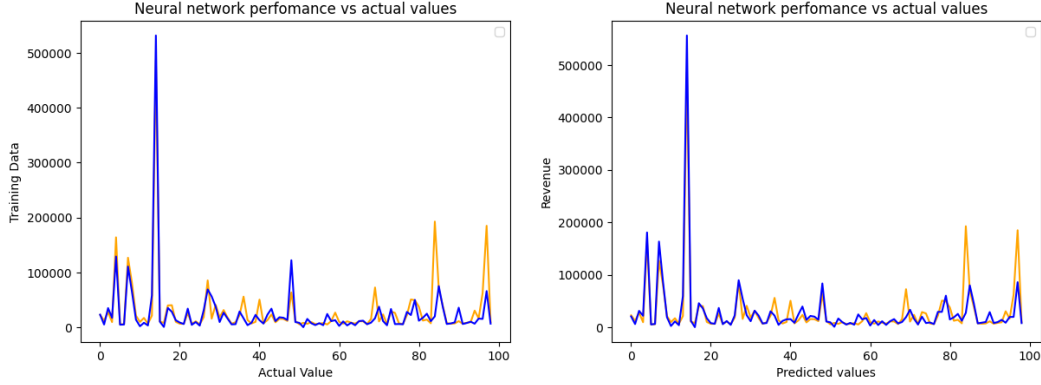 Neural network perfomance vs actual values
500000
400000
300000
200000
100000
0
Training Data
0 20 40 60 80 100
Actual Value
Neural network perfomance vs actual values
500000
400000
300000
200000
100000
0
Revenue
0 20 40 60 80 100
Predicted values